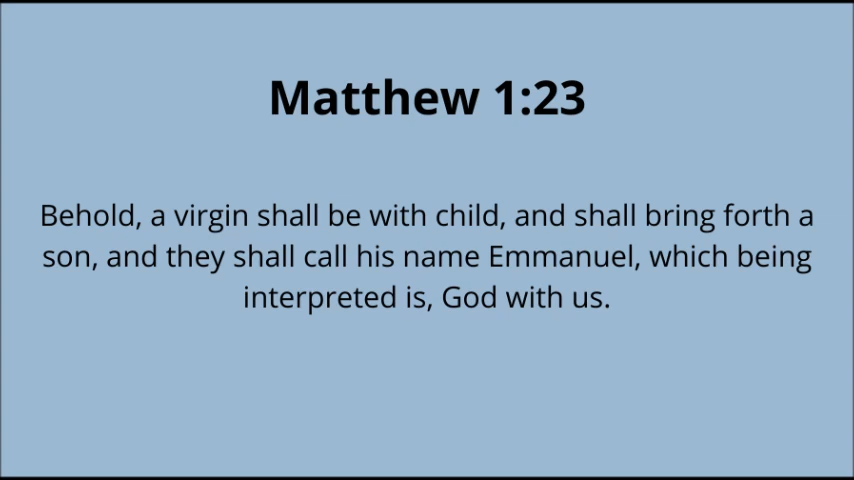 Matthew 1:23
Behold, a virgin shall be with child, and shall bring forth a
son, and they shall call his name Emmanuel, which being
interpreted is, God with us.